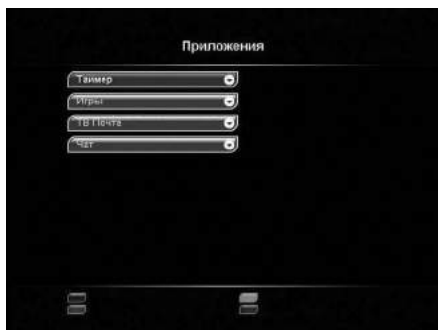 Приложения
Таймер
Игры
ТВ Почта
Чат